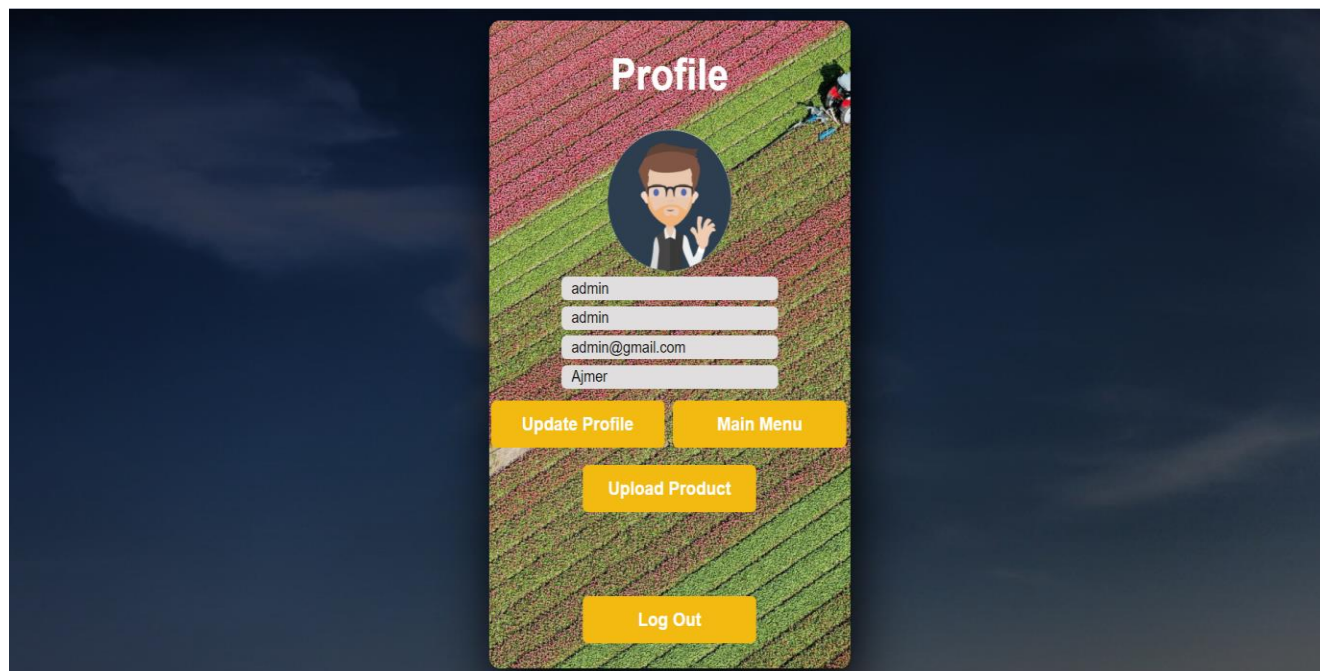 Profile
admin
admin
admin@gmail.com
Ajmer
Update Profile Main Menu
Upload Product
Log Out